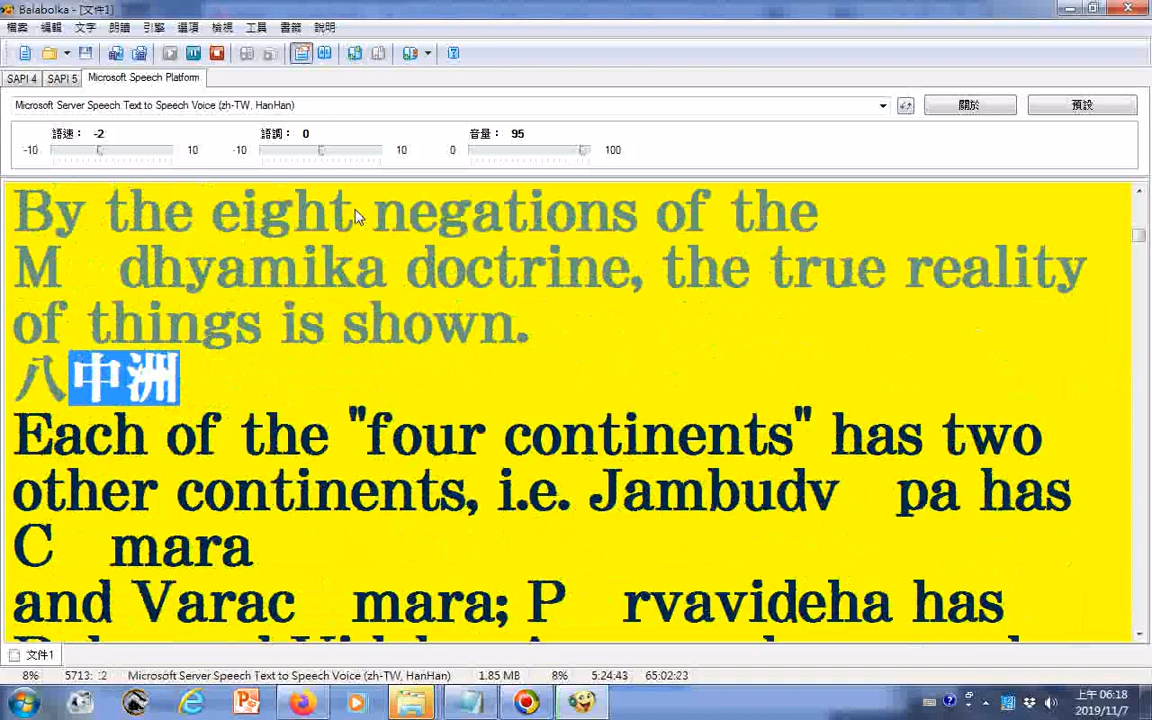 Balabolka - [文件1]
檔案 編輯 文字 朗讀 引擎 選項 檢視 工具 書籤 說明
SAPI 4 SAPI 5 Microsoft Speech Platform
Microsoft Server Speech Text to Speech Voice (zh-TW, HanHan) 關於 預設
語速： -2 語調： 0 音量： 95
-10 10 -10 10 0 100
By the eight negations of the
M dhyamika doctrine, the true reality
of things is shown.
八中洲
Each of the "four continents" has two
other continents, i.e. Jambudv pa has
C mara
and Varac mara; P rvavideha has
文件1
8% 5713: :2 Microsoft Server Speech Text to Speech Voice (zh-TW, HanHan) 1.85 MB 8% 5:24:43 65:02:23
上午 06:18
2019/11/7